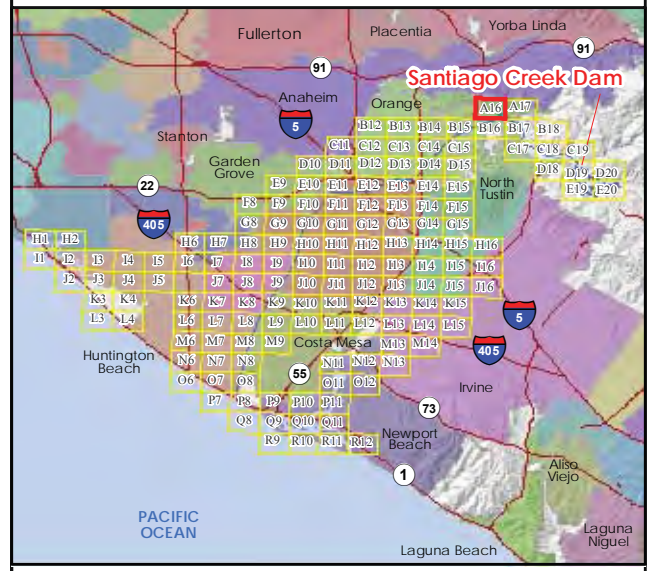 Fullerton
Placentia
Yorba Linda
91
91
Santiago Creek Dam
Anaheim
5
Orange
A16 A17
B12 B13 B14 B15 B16 B17 B18
Stanton
C11 C12 C13 C14 C15 C17 C18 C19
Garden
Grove
D10 D11 D12 D13 D14 D15 D18 D19 D20
North
Tustin
22
E9 E10 E11 E12 E13 E14 E15 E19 E20
F8 F9 F10 F11 F12 F13 F14 F15
405
G8 G9 G10 G11 G12 G13 G14 G15
H1 H2 H6 H7 H8 H9 H10 H11 H12 H13 H14 H15 H16
I1 I2 I3 I4 I5 I6 I7 I8 I9 I10 I11 I12 I13 I14 I15 I16
J2 J3 J4 J5 J7 J8 J9 J10 J11 J12 J13 J14 J15 J16
K3 K4 K6 K7 K8 K9 K10 K11 K12 K13 K14 K15
5
L3 L4 L6 L7 L8 L9 L10 L11 L12 L13 L14 L15
Huntington
Beach
M6 M7 M8 M9 Costa Mesa M13 M14
405
N6 N7 N8 N11 N12 N13
55
O6 O7 O8 O11 O12
Irvine
P7 P8 P9 P10 P11
73
Q8 Q9 Q10 Q11
R9 R10 R11 R12
Newport
Beach
1
Aliso
Viejo
PACIFIC
OCEAN
Laguna
Niguel
Laguna Beach